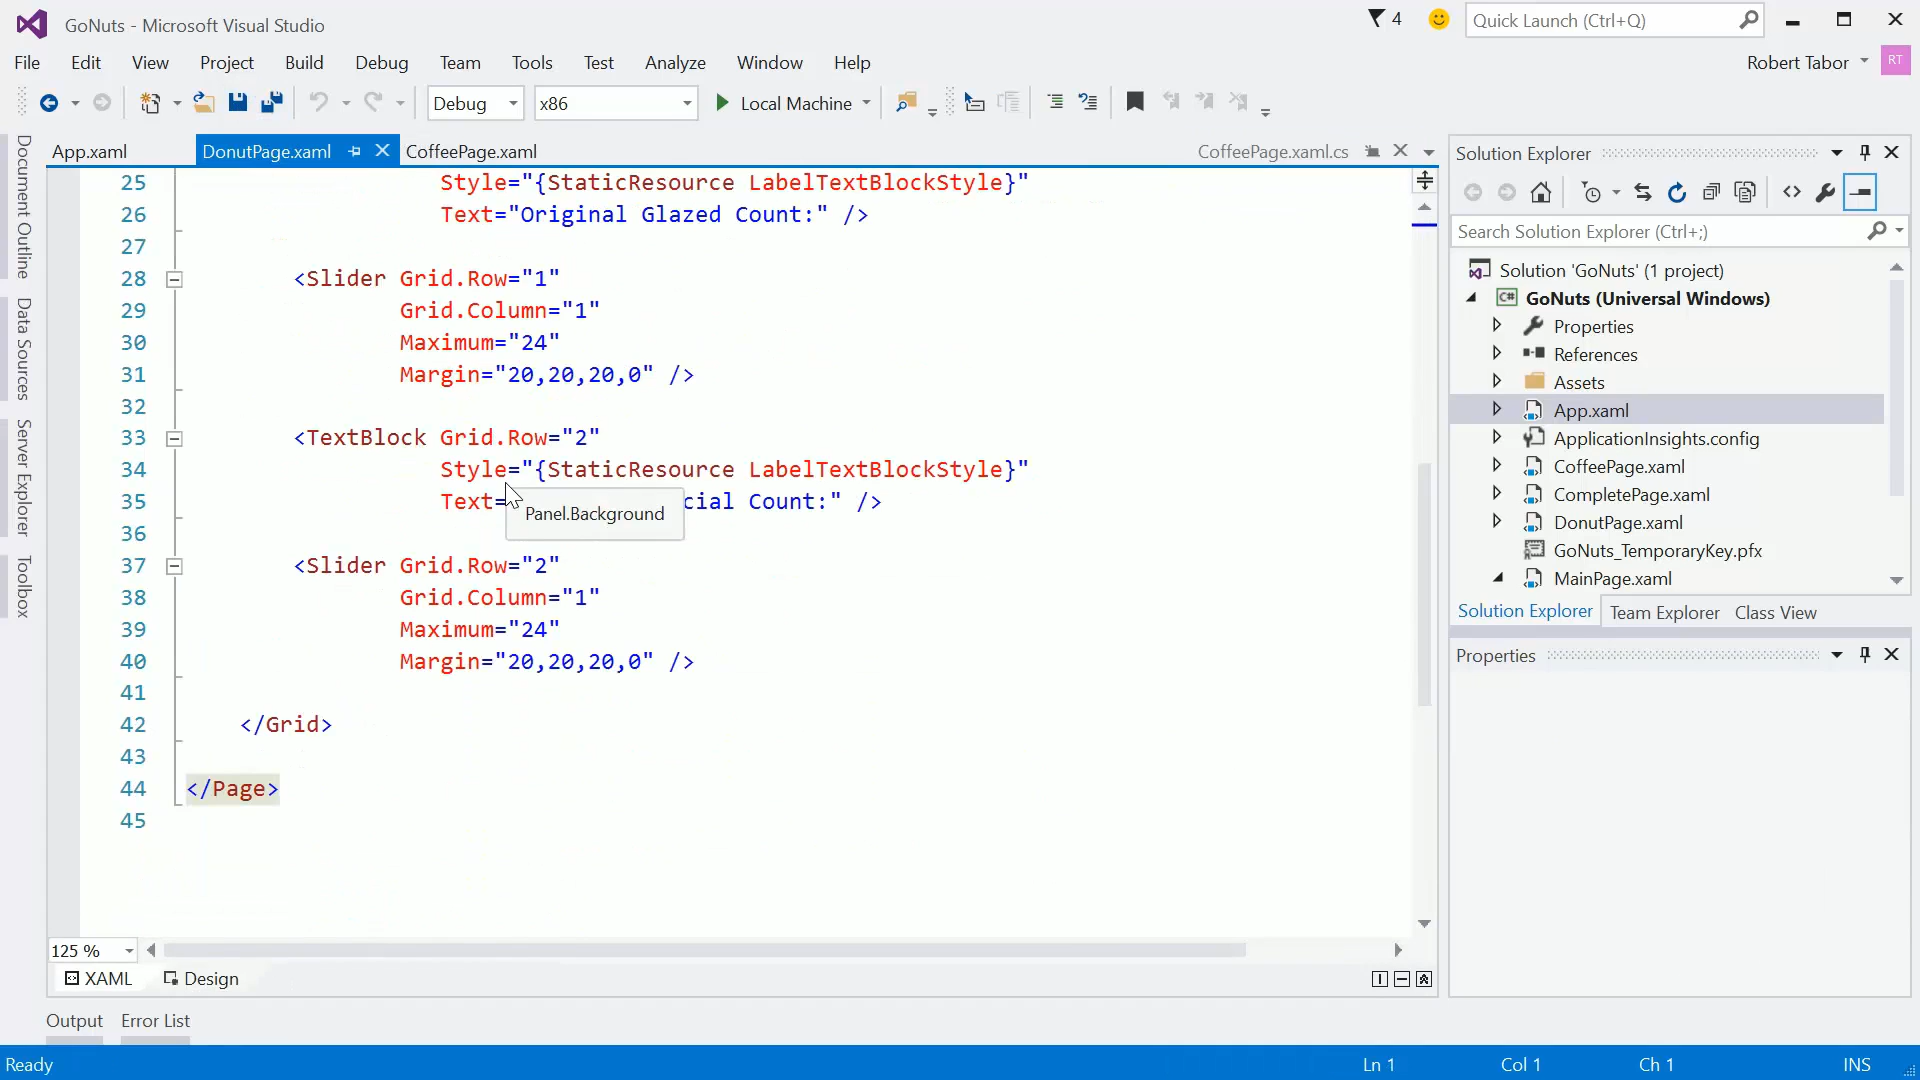 GoNuts - Microsoft Visual Studio
4
Quick Launch (Ctrl+Q)
File Edit View Project Build Debug Team Tools Test Analyze Window Help
Robert Tabor RT
Debug x86 Local Machine
App.xaml DonutPage.xaml CoffeePage.xaml CoffeePage.xaml.cs
Document Outline
Data Sources
Server Explorer
Toolbox
25 Style="{StaticResource LabelTextBlockStyle}"
26 Text="Original Glazed Count:" />
27
28 <Slider Grid.Row="1"
29 Grid.Column="1"
30 Maximum="24"
31 Margin="20,20,20,0" />
32
33 <TextBlock Grid.Row="2"
34 Style="{StaticResource LabelTextBlockStyle}"
35 Text= cial Count:" />
Panel.Background
36
37 <Slider Grid.Row="2"
38 Grid.Column="1"
39 Maximum="24"
40 Margin="20,20,20,0" />
41
42 </Grid>
43
44 </Page>
45
125 %
XAML Design
Output Error List
Ready Ln 1 Col 1 Ch 1 INS
Solution Explorer
Search Solution Explorer (Ctrl+;)
Solution 'GoNuts' (1 project)
C# GoNuts (Universal Windows)
Properties
References
Assets
App.xaml
ApplicationInsights.config
CoffeePage.xaml
CompletePage.xaml
DonutPage.xaml
GoNuts_TemporaryKey.pfx
MainPage.xaml
Solution Explorer Team Explorer Class View
Properties